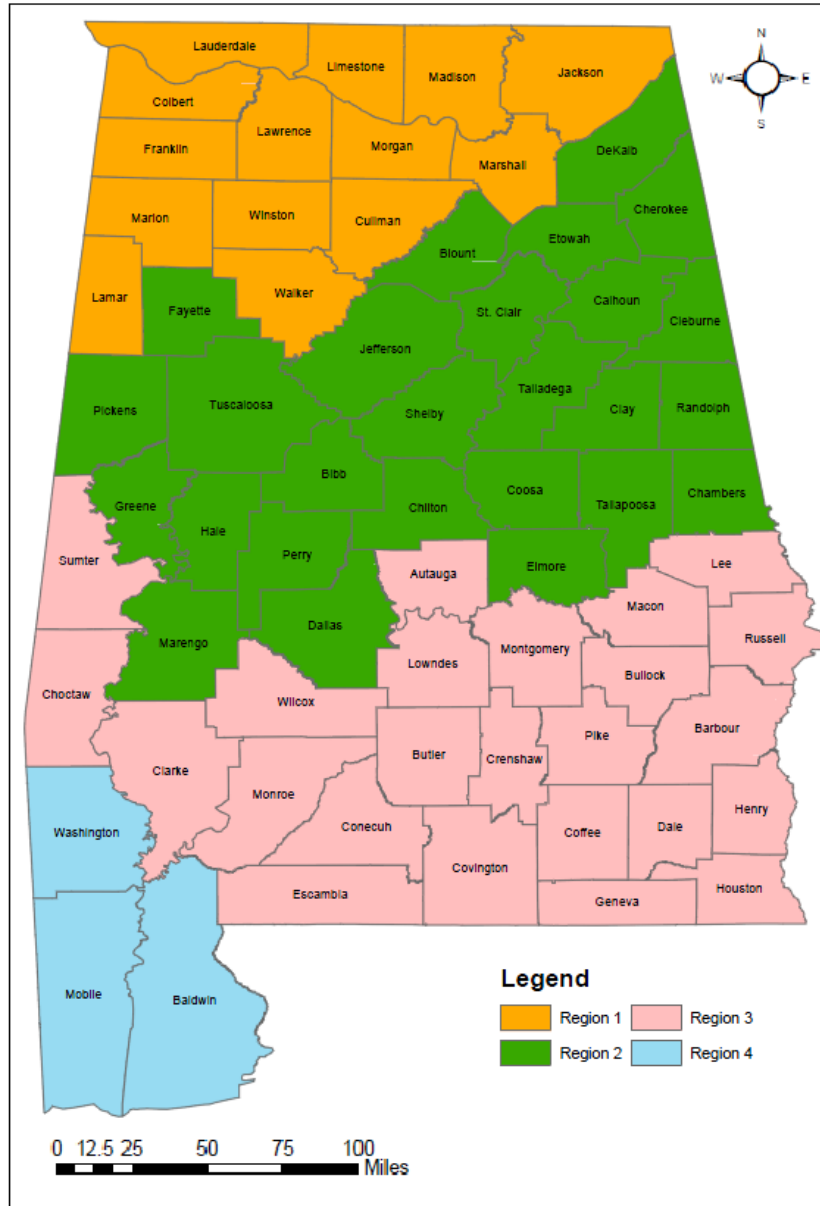 N
W E
S
Lauderdale
Limestone
Madison
Jackson
Colbert
Lawrence
Franklin
Morgan
Marshall
DeKalb
Cherokee
Marion
Winston
Cullman
Etowah
Blount
Lamar
Walker
Fayette
St. Clair
Calhoun
Cleburne
Jefferson
Talladega
Pickens
Tuscaloosa
Shelby
Clay
Randolph
Bibb
Greene
Hale
Chilton
Coosa
Tallapoosa
Chambers
Perry
Sumter
Autauga
Elmore
Lee
Macon
Marengo
Dallas
Lowndes
Montgomery
Russell
Bullock
Choctaw
Wilcox
Clarke
Butler
Crenshaw
Pike
Barbour
Monroe
Washington
Conecuh
Coffee
Dale
Henry
Covington
Escambia
Geneva
Houston
Mobile
Baldwin
Legend
Region 1 Region 3
Region 2 Region 4
0 12.5 25 50 75 100
Miles